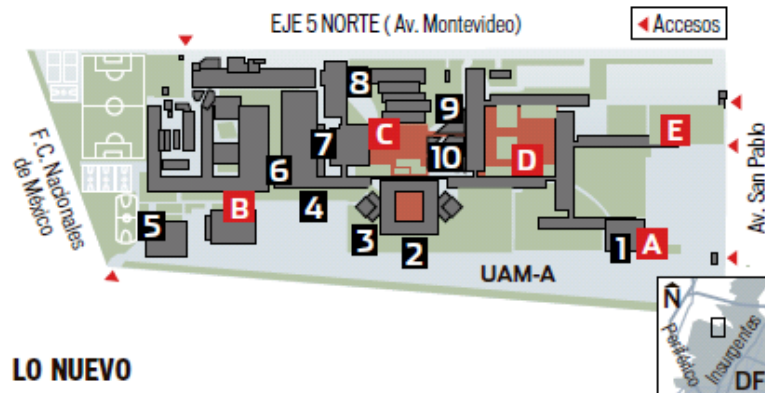 EJE 5 NORTE ( Av. Montevideo)
Accesos
8
9
E
C
7
10
D
6
Av. San Pablo
F.C. Nacionales
de México
B
4
5
3
2
1
A
UAM-A
N
Periférico
Insurgentes
DF
LO NUEVO